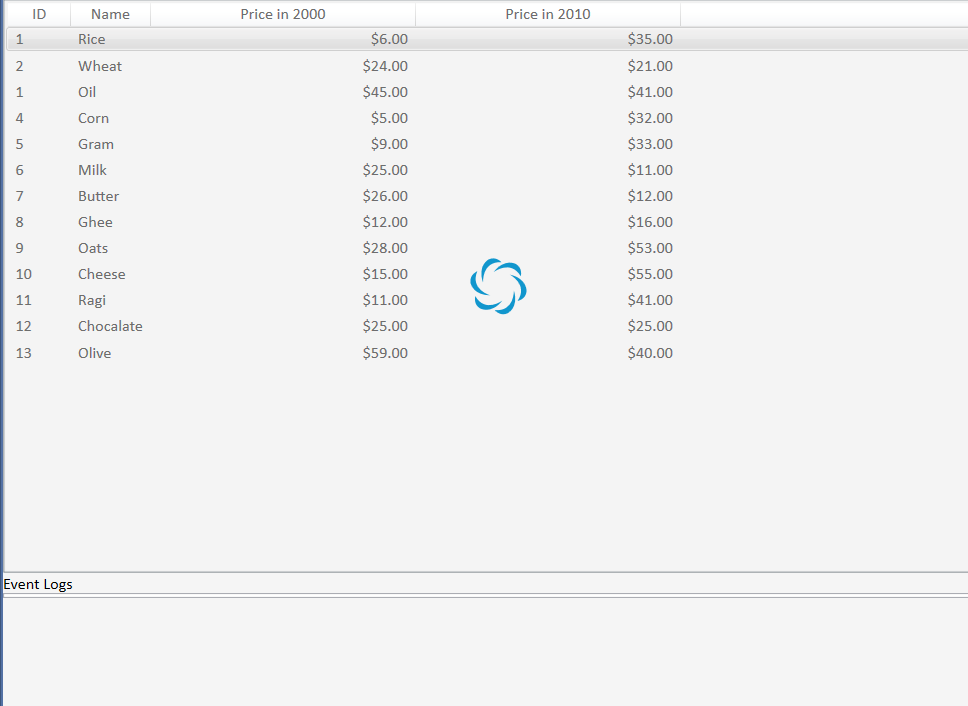 ID Name Price in 2000 Price in 2010
1 Rice $6.00 $35.00
2 Wheat $24.00 $21.00
1 Oil $45.00 $41.00
4 Corn $5.00 $32.00
5 Gram $9.00 $33.00
6 Milk $25.00 $11.00
7 Butter $26.00 $12.00
8 Ghee $12.00 $16.00
9 Oats $28.00 $53.00
10 Cheese $15.00 $55.00
11 Ragi $11.00 $41.00
12 Chocalate $25.00 $25.00
13 Olive $59.00 $40.00
Event Logs